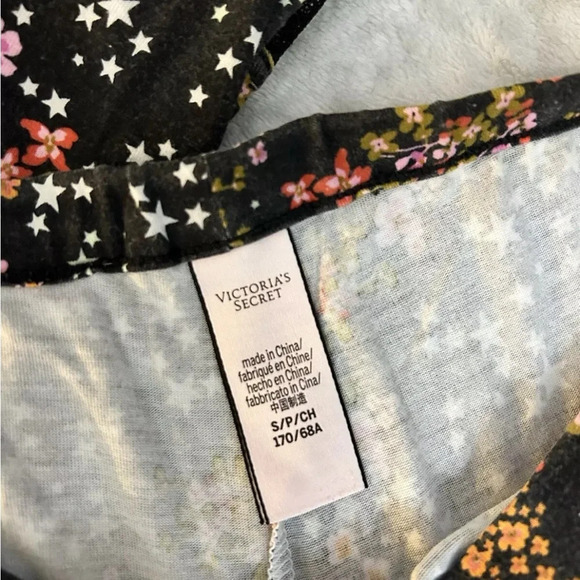 VICTORIA'S
SECRET
made in China/
fabriqué en Chine/
hecho en China/
fabbricato in Cina/
中国制造
S/P/CH
170/68A